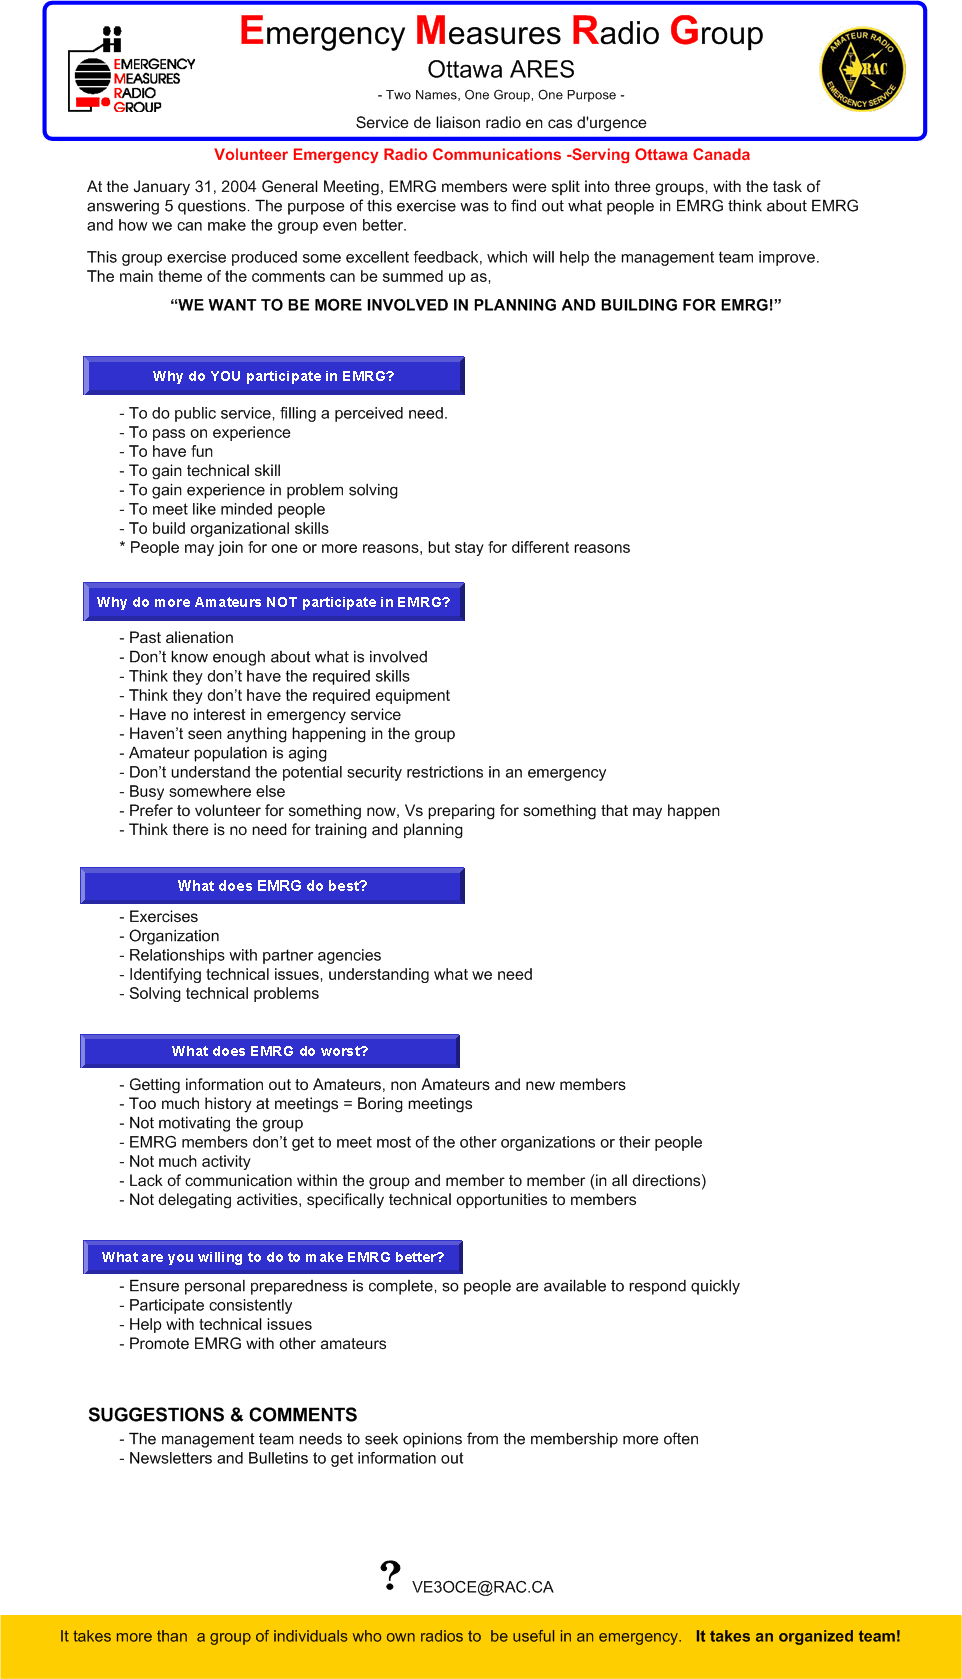 Emergency Measures Radio Group
Ottawa ARES
- Two Names, One Group, One Purpose -
Service de liaison radio en cas d'urgence
EMERGENCY
MEASURES
RADIO
GROUP
AMATEUR RADIO
RAC
EMERGENCY SERVICE
Volunteer Emergency Radio Communications -Serving Ottawa Canada
At the January 31, 2004 General Meeting, EMRG members were split into three groups, with the task of
answering 5 questions. The purpose of this exercise was to find out what people in EMRG think about EMRG
and how we can make the group even better.
This group exercise produced some excellent feedback, which will help the management team improve.
The main theme of the comments can be summed up as,
“WE WANT TO BE MORE INVOLVED IN PLANNING AND BUILDING FOR EMRG!”
Why do YOU participate in EMRG?
- To do public service, filling a perceived need.
- To pass on experience
- To have fun
- To gain technical skill
- To gain experience in problem solving
- To meet like minded people
- To build organizational skills
* People may join for one or more reasons, but stay for different reasons
Why do more Amateurs NOT participate in EMRG?
- Past alienation
- Don’t know enough about what is involved
- Think they don’t have the required skills
- Think they don’t have the required equipment
- Have no interest in emergency service
- Haven’t seen anything happening in the group
- Amateur population is aging
- Don’t understand the potential security restrictions in an emergency
- Busy somewhere else
- Prefer to volunteer for something now, Vs preparing for something that may happen
- Think there is no need for training and planning
What does EMRG do best?
- Exercises
- Organization
- Relationships with partner agencies
- Identifying technical issues, understanding what we need
- Solving technical problems
What does EMRG do worst?
- Getting information out to Amateurs, non Amateurs and new members
- Too much history at meetings = Boring meetings
- Not motivating the group
- EMRG members don’t get to meet most of the other organizations or their people
- Not much activity
- Lack of communication within the group and member to member (in all directions)
- Not delegating activities, specifically technical opportunities to members
What are you willing to do to make EMRG better?
- Ensure personal preparedness is complete, so people are available to respond quickly
- Participate consistently
- Help with technical issues
- Promote EMRG with other amateurs
SUGGESTIONS & COMMENTS
- The management team needs to seek opinions from the membership more often
- Newsletters and Bulletins to get information out
? VE3OCE@RAC.CA
It takes more than a group of individuals who own radios to be useful in an emergency. It takes an organized team!